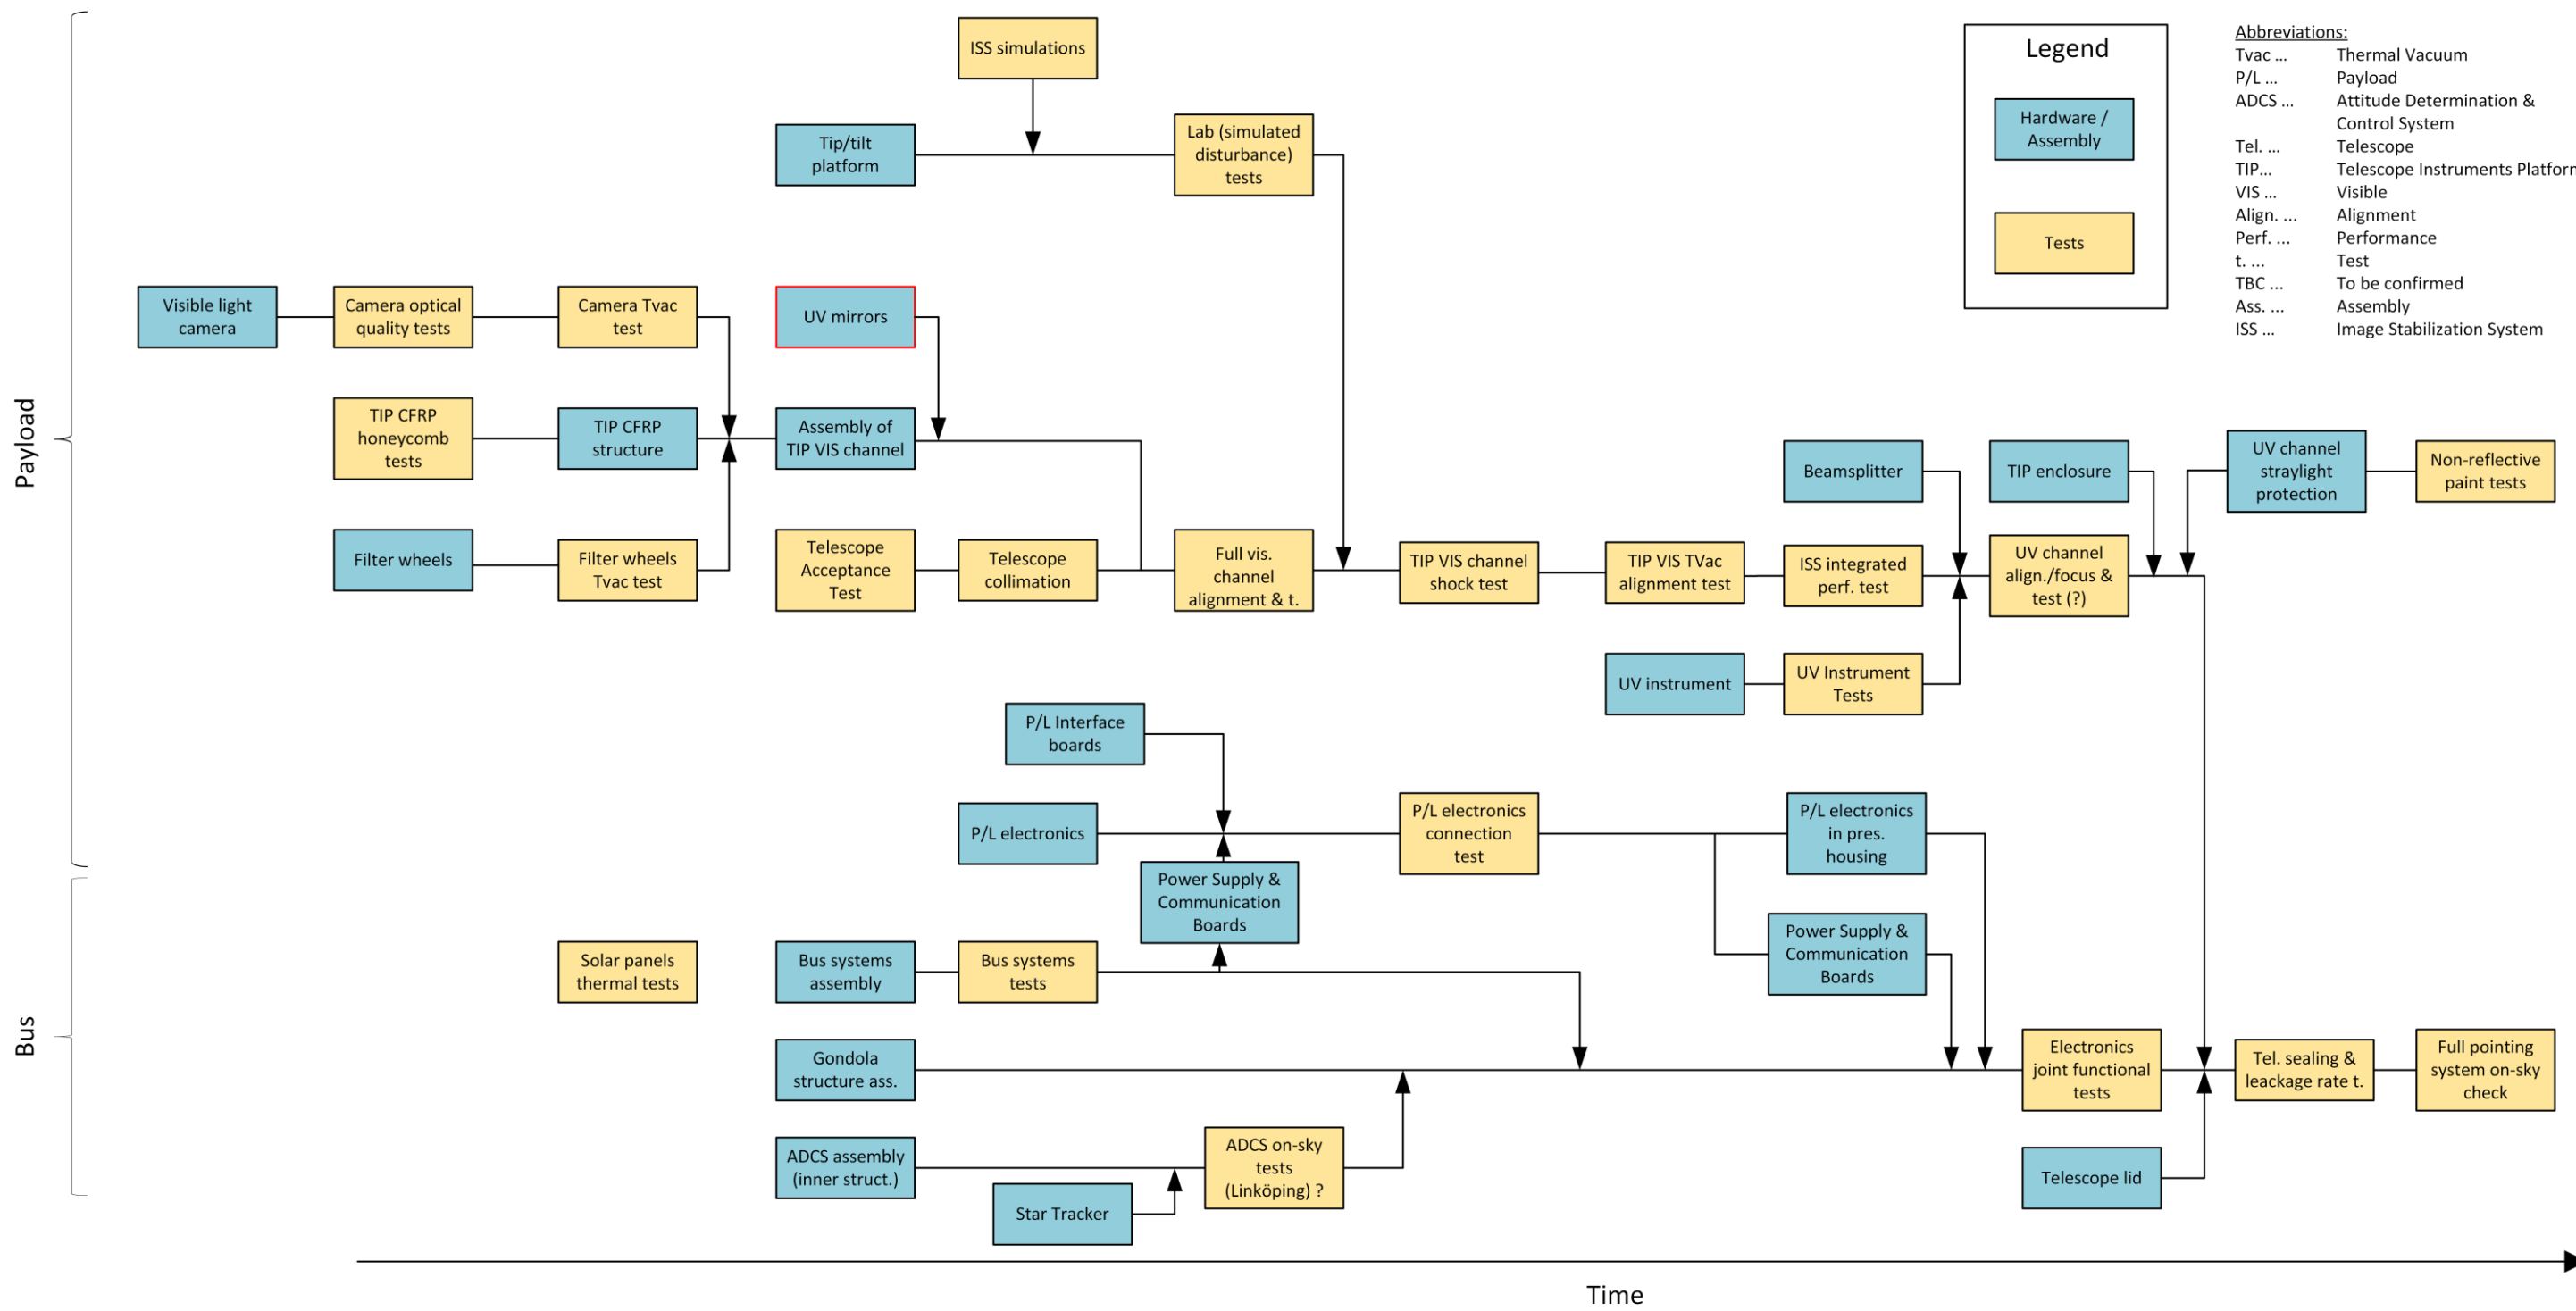 ISS simulations
Tip/tilt
platform
Lab (simulated
disturbance)
tests
Legend
Hardware /
Assembly
Tests
Abbreviations:
Tvac ... Thermal Vacuum
P/L ... Payload
ADCS ... Attitude Determination &
Control System
Tel. ... Telescope
TIP... Telescope Instruments Platform
VIS ... Visible
Align. ... Alignment
Perf. ... Performance
t. ... Test
TBC ... To be confirmed
Ass. ... Assembly
ISS ... Image Stabilization System
Payload
Visible light
camera
Camera optical
quality tests
Camera Tvac
test
UV mirrors
TIP CFRP
honeycomb
tests
TIP CFRP
structure
Assembly of
TIP VIS channel
Beamsplitter
TIP enclosure
UV channel
straylight
protection
Non-reflective
paint tests
Filter wheels
Filter wheels
Tvac test
Telescope
Acceptance
Test
Telescope
collimation
Full vis.
channel
alignment & t.
TIP VIS channel
shock test
TIP VIS TVac
alignment test
ISS integrated
perf. test
UV channel
align./focus &
test (?)
UV instrument
UV Instrument
Tests
P/L Interface
boards
P/L electronics
P/L electronics
connection
test
P/L electronics
in pres.
housing
Bus
Power Supply &
Communication
Boards
Power Supply &
Communication
Boards
Solar panels
thermal tests
Bus systems
assembly
Bus systems
tests
Gondola
structure ass.
Electronics
joint functional
tests
Tel. sealing &
leackage rate t.
Full pointing
system on-sky
check
ADCS assembly
(inner struct.)
Star Tracker
ADCS on-sky
tests
(Linköping) ?
Telescope lid
Time